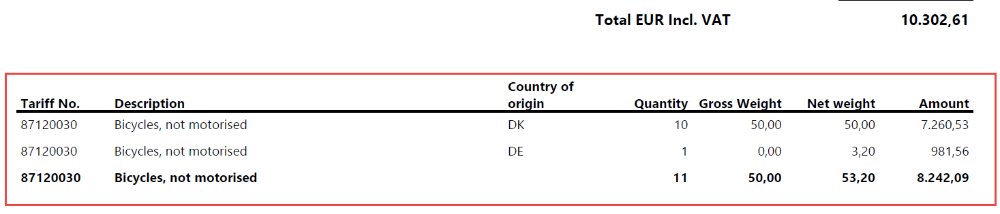 Total EUR Incl. VAT 10.302,61
Country of
Tariff No. Description origin Quantity Gross Weight Net weight Amount
87120030 Bicycles, not motorised DK 10 50,00 50,00 7.260,53
87120030 Bicycles, not motorised DE 1 0,00 3,20 981,56
87120030 Bicycles, not motorised 11 50,00 53,20 8.242,09